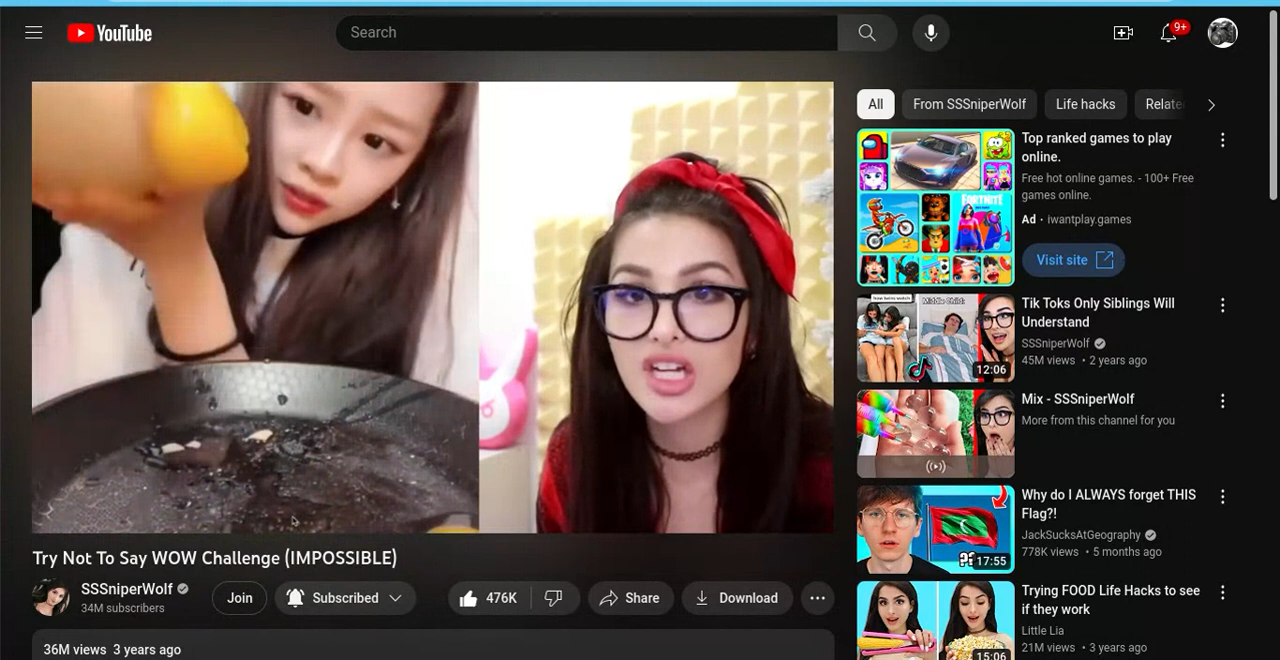 YouTube
Search
9+
All
From SSSniperWolf
Life hacks
Relate
Top ranked games to play
online.
Free hot online games. - 100+ Free
games online.
Ad · iwantplay.games
Visit site
FORTNITE
Middle Child:
12:06
Tik Toks Only Siblings Will
Understand
SSSniperWolf
45M views • 2 years ago
Mix - SSSniperWolf
More from this channel for you
??
17:55
Why do I ALWAYS forget THIS
Flag?!
JackSucksAtGeography
778K views • 5 months ago
15:06
Trying FOOD Life Hacks to see
if they work
Little Lia
21M views • 3 years ago
Try Not To Say WOW Challenge (IMPOSSIBLE)
SSSniperWolf
34M subscribers
Join
Subscribed
476K
Share
Download
36M views 3 years ago